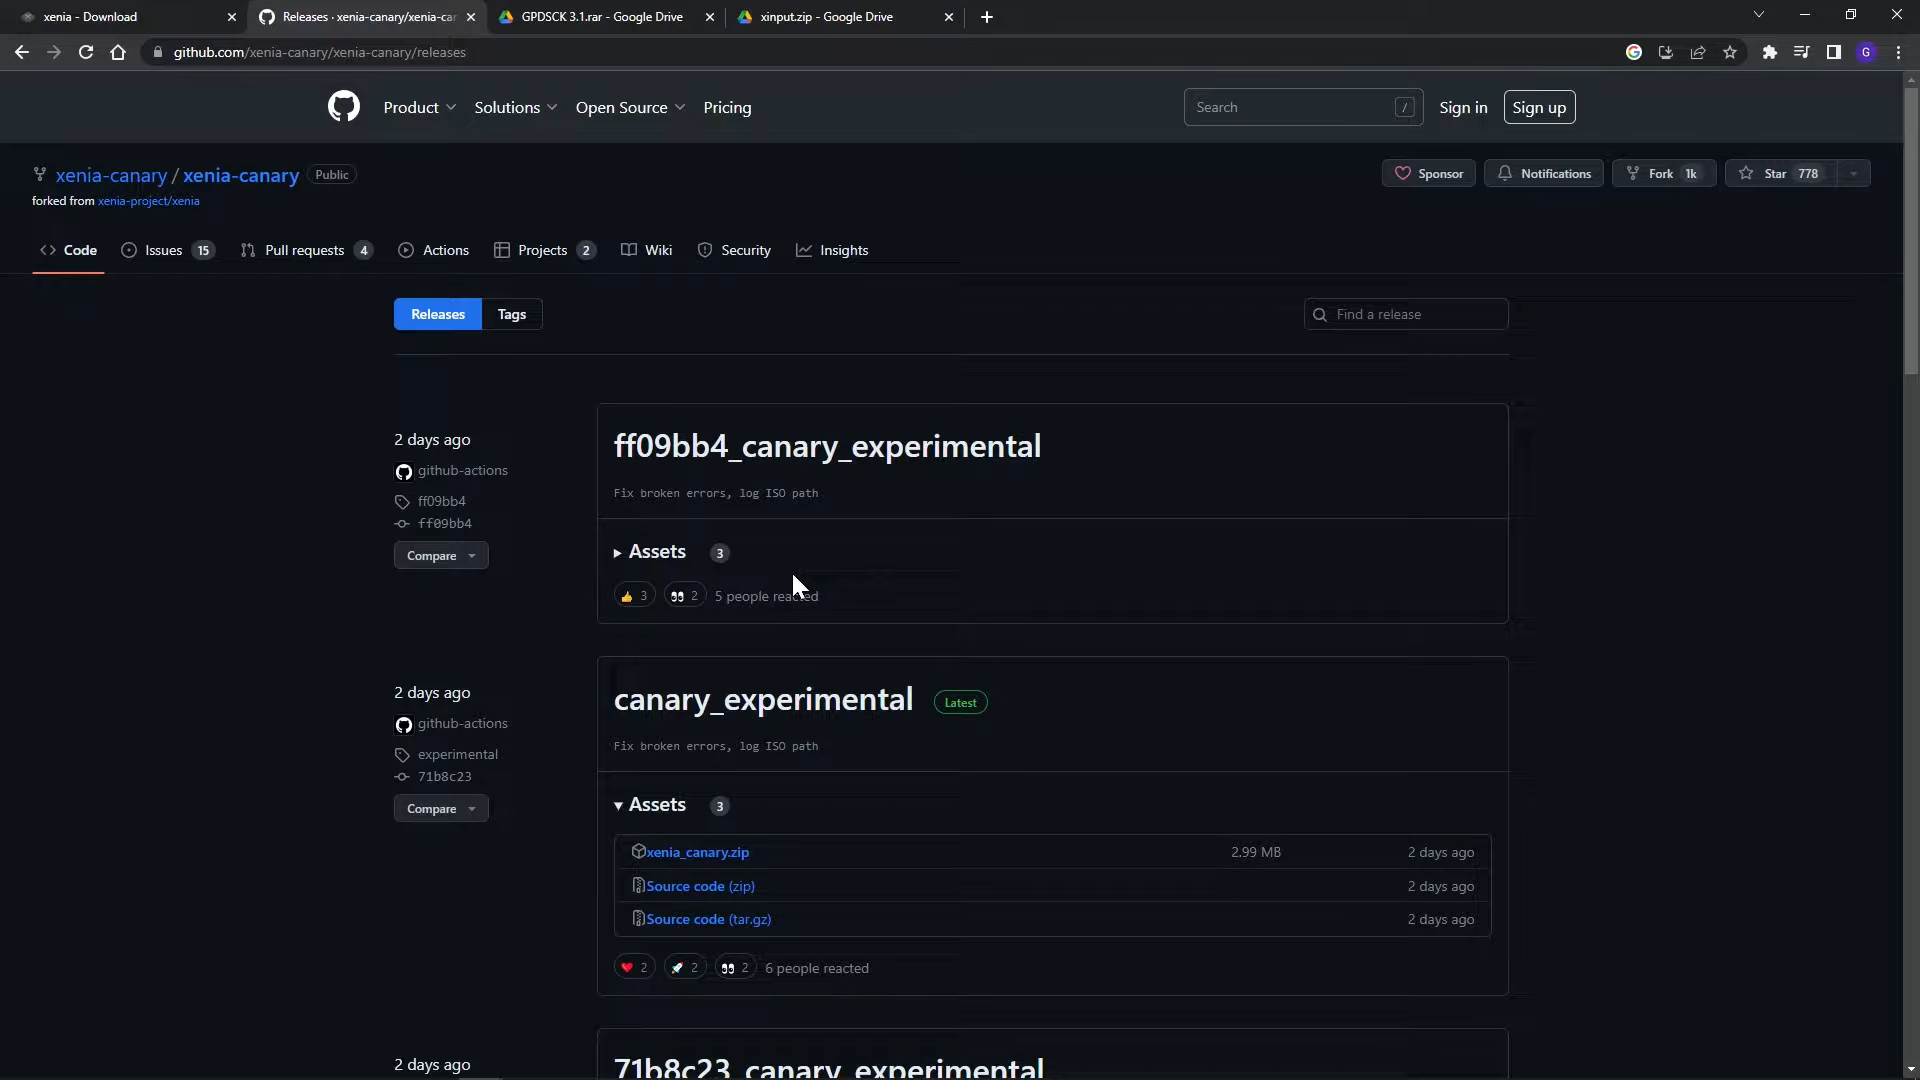 xenia - Download
Releases · xenia-canary/xenia-car
GPDSCK 3.1.rar - Google Drive
xinput.zip - Google Drive
github.com/xenia-canary/xenia-canary/releases
G
Product
Solutions
Open Source
Pricing
Search /
Sign in
Sign up
xenia-canary / xenia-canary Public
Sponsor
Notifications
Fork 1k
Star 778
forked from xenia-project/xenia
Code
Issues 15
Pull requests 4
Actions
Projects 2
Wiki
Security
Insights
Releases
Tags
Find a release
2 days ago
github-actions
ff09bb4
ff09bb4
Compare
ff09bb4_canary_experimental
Fix broken errors, log ISO path
Assets 3
3
2
5 people reacted
2 days ago
github-actions
experimental
71b8c23
Compare
canary_experimental Latest
Fix broken errors, log ISO path
Assets 3
xenia_canary.zip 2.99 MB 2 days ago
Source code (zip) 2 days ago
Source code (tar.gz) 2 days ago
2
2
2
6 people reacted
2 days ago
71b8c23_canary_experimental